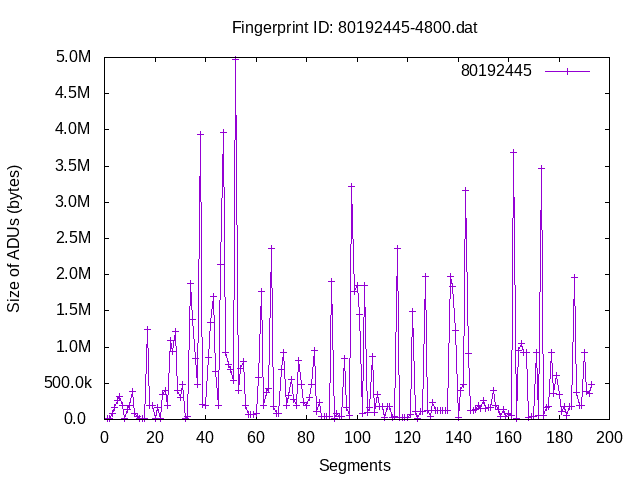 Fingerprint ID: 80192445-4800.dat
80192445
5.0M
4.5M
4.0M
3.5M
3.0M
2.5M
2.0M
1.5M
1.0M
500.0k
0.0
Size of ADUs (bytes)
0 20 40 60 80 100 120 140 160 180 200
Segments